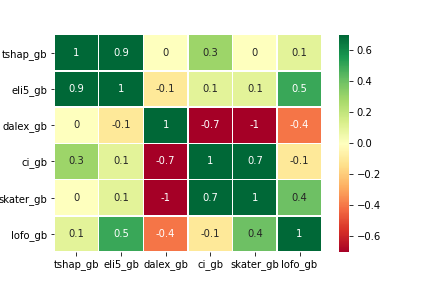 tshap_gb 1 0.9 0 0.3 0 0.1
eli5_gb 0.9 1 -0.1 0.1 0.1 0.5
dalex_gb 0 -0.1 1 -0.7 -1 -0.4
ci_gb 0.3 0.1 -0.7 1 0.7 -0.1
skater_gb 0 0.1 -1 0.7 1 0.4
lofo_gb 0.1 0.5 -0.4 -0.1 0.4 1
tshap_gb eli5_gb dalex_gb ci_gb skater_gb lofo_gb
0.6
0.4
0.2
0.0
−0.2
−0.4
−0.6